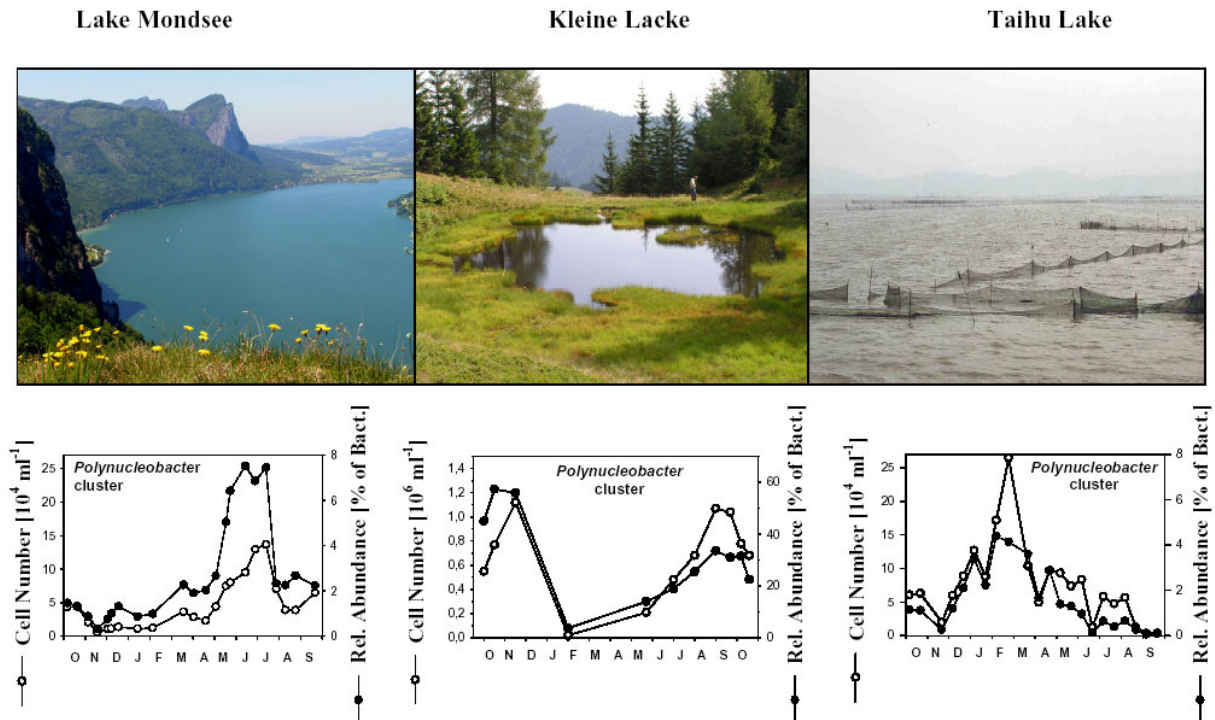 Lake Mondsee
Kleine Lacke
Taihu Lake
Cell Number [10⁴ ml⁻¹]
25
20
15
10
5
0
Polynucleobacter
cluster
8
6
4
2
0
Rel. Abundance [% of Bact.]
O N D J F M A M J J A S
Cell Number [10⁶ ml⁻¹]
1,4
1,2
1,0
0,8
0,6
0,4
0,2
0,0
Polynucleobacter
cluster
60
40
20
0
Rel. Abundance [% of Bact.]
O N D J F M A M J J A S O
Cell Number [10⁴ ml⁻¹]
25
20
15
10
5
0
Polynucleobacter
cluster
8
6
4
2
0
Rel. Abundance [% of Bact.]
O N D J F M A M J J A S